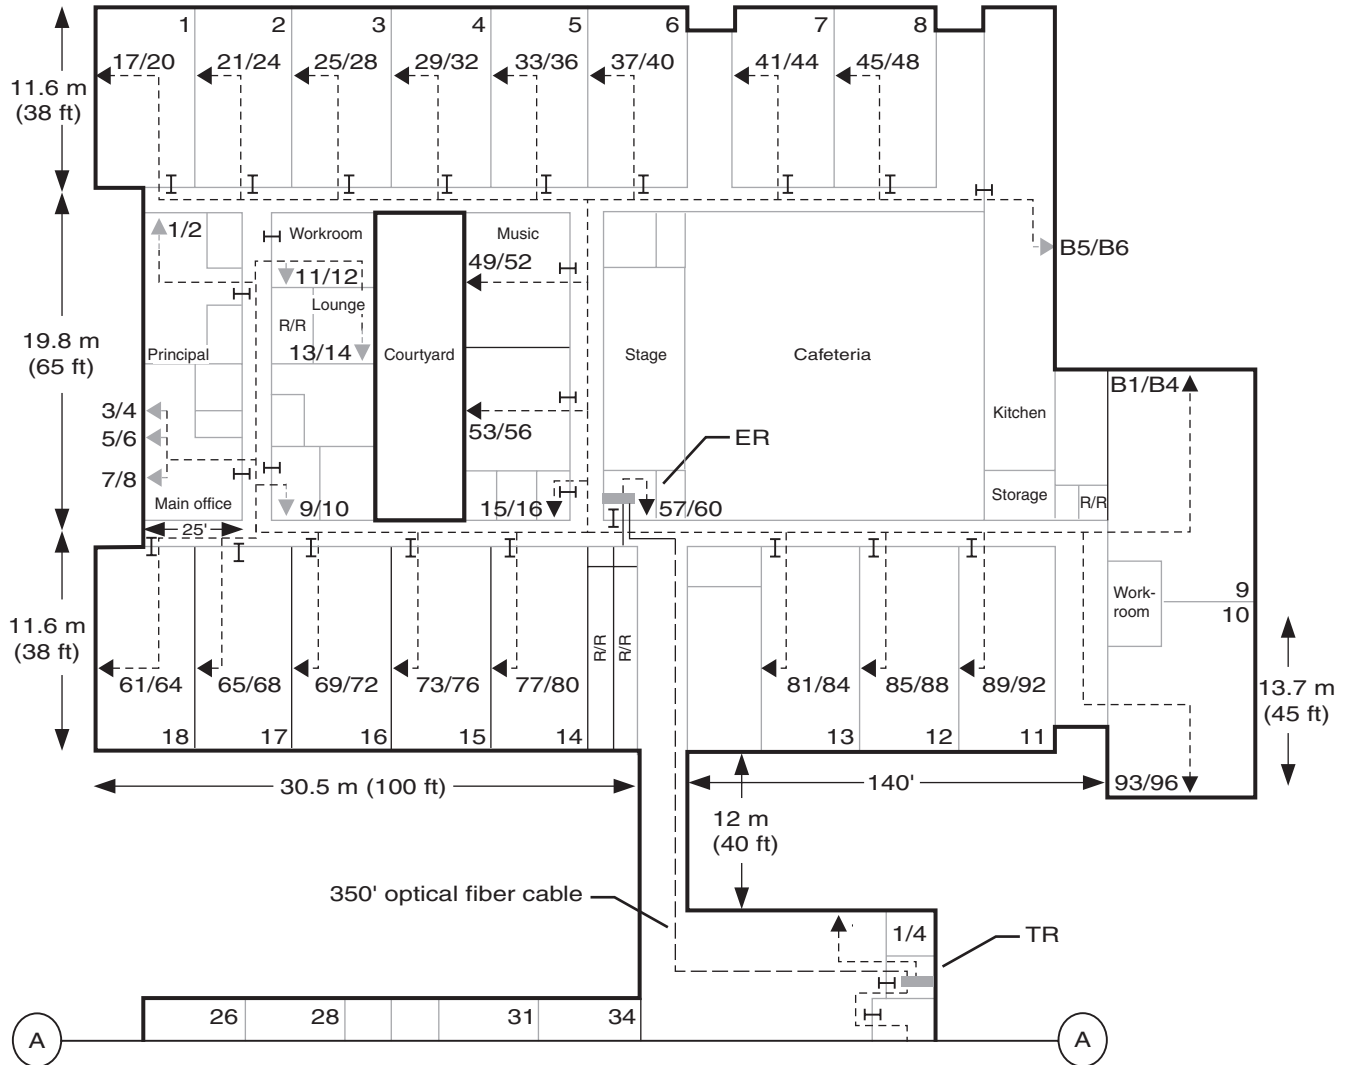 1 2 3 4 5 6 7 8
17/20 21/24 25/28 29/32 33/36 37/40 41/44 45/48
11.6 m
(38 ft)
1/2
Workroom
Music
49/52
B5/B6
11/12
Lounge
R/R
13/14
19.8 m
(65 ft)
Principal
Courtyard
Stage
Cafeteria
B1/B4
3/4
5/6
7/8
53/56
ER
Kitchen
Main office
9/10
15/16
57/60
Storage
R/R
25'
Work-
room
9
10
11.6 m
(38 ft)
R/R
R/R
61/64 65/68 69/72 73/76 77/80 81/84 85/88 89/92
13.7 m
(45 ft)
18 17 16 15 14 13 12 11
30.5 m (100 ft)
140'
93/96
12 m
(40 ft)
350' optical fiber cable
1/4
TR
26 28 31 34
A A